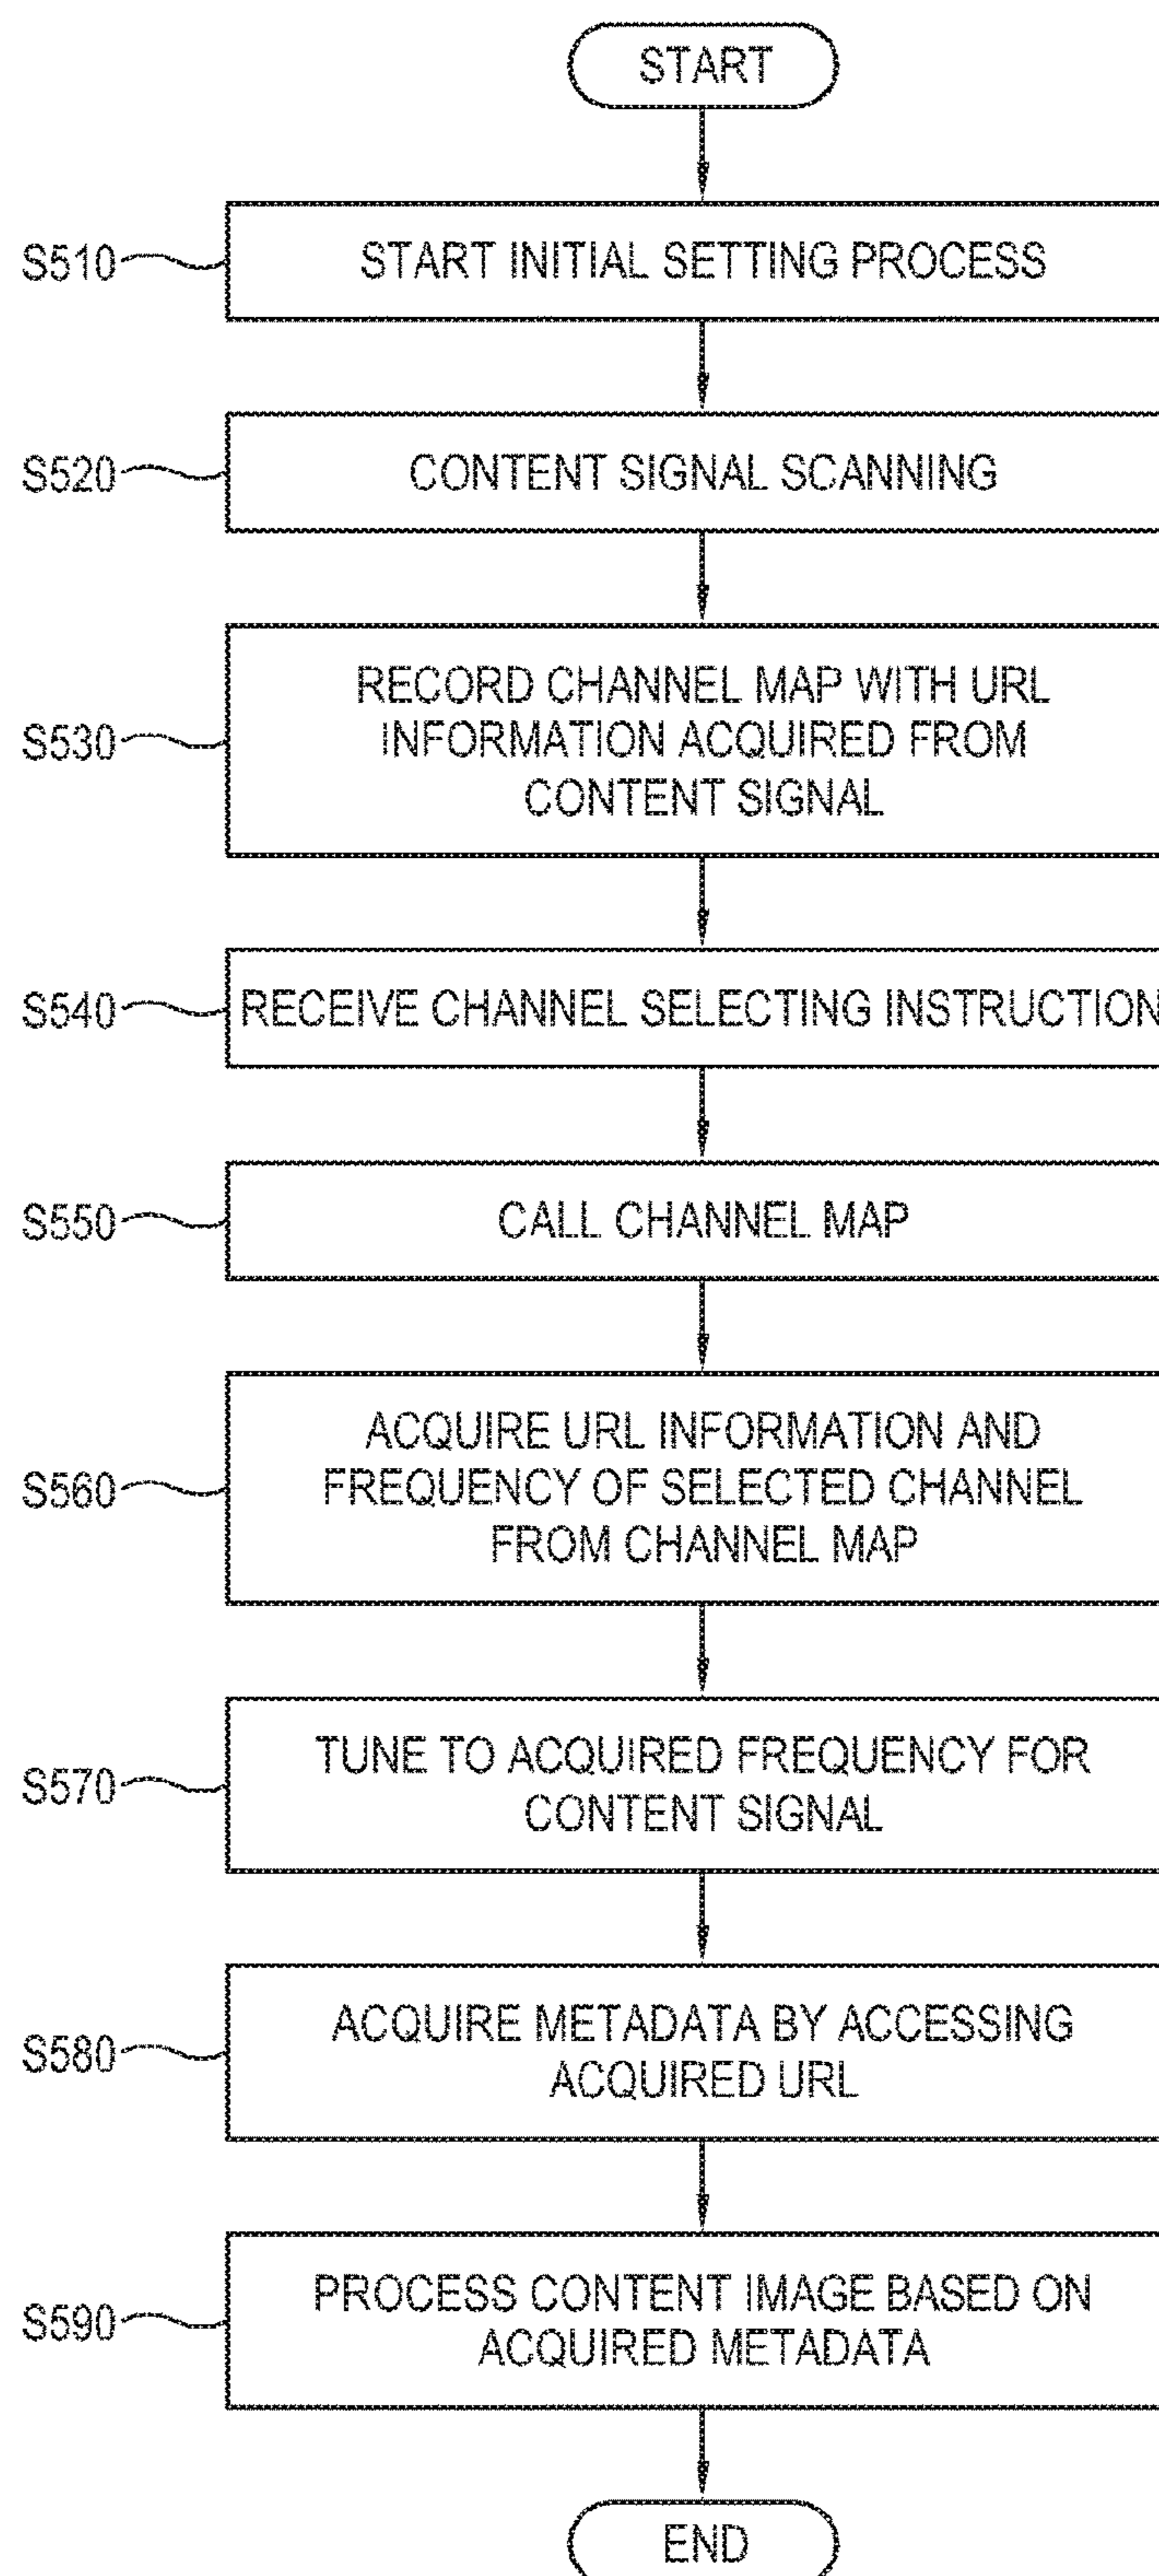 START
S510
START INITIAL SETTING PROCESS
S520
CONTENT SIGNAL SCANNING
S530
RECORD CHANNEL MAP WITH URL
INFORMATION ACQUIRED FROM
CONTENT SIGNAL
S540
RECEIVE CHANNEL SELECTING INSTRUCTION
S550
CALL CHANNEL MAP
S560
ACQUIRE URL INFORMATION AND
FREQUENCY OF SELECTED CHANNEL
FROM CHANNEL MAP
S570
TUNE TO ACQUIRED FREQUENCY FOR
CONTENT SIGNAL
S580
ACQUIRE METADATA BY ACCESSING
ACQUIRED URL
S590
PROCESS CONTENT IMAGE BASED ON
ACQUIRED METADATA
END